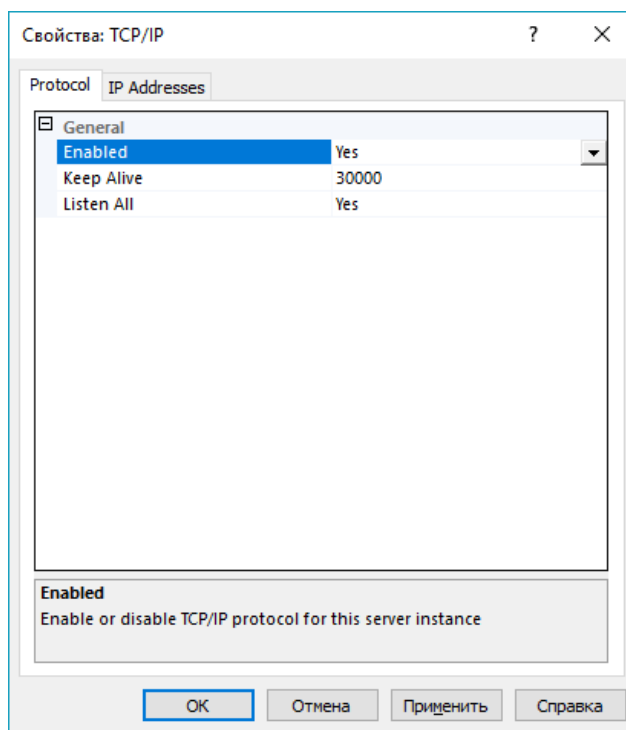 Свойства: TCP/IP ? ×
Protocol IP Addresses
General
Enabled Yes
Keep Alive 30000
Listen All Yes
Enabled
Enable or disable TCP/IP protocol for this server instance
OK Отмена Применить Справка